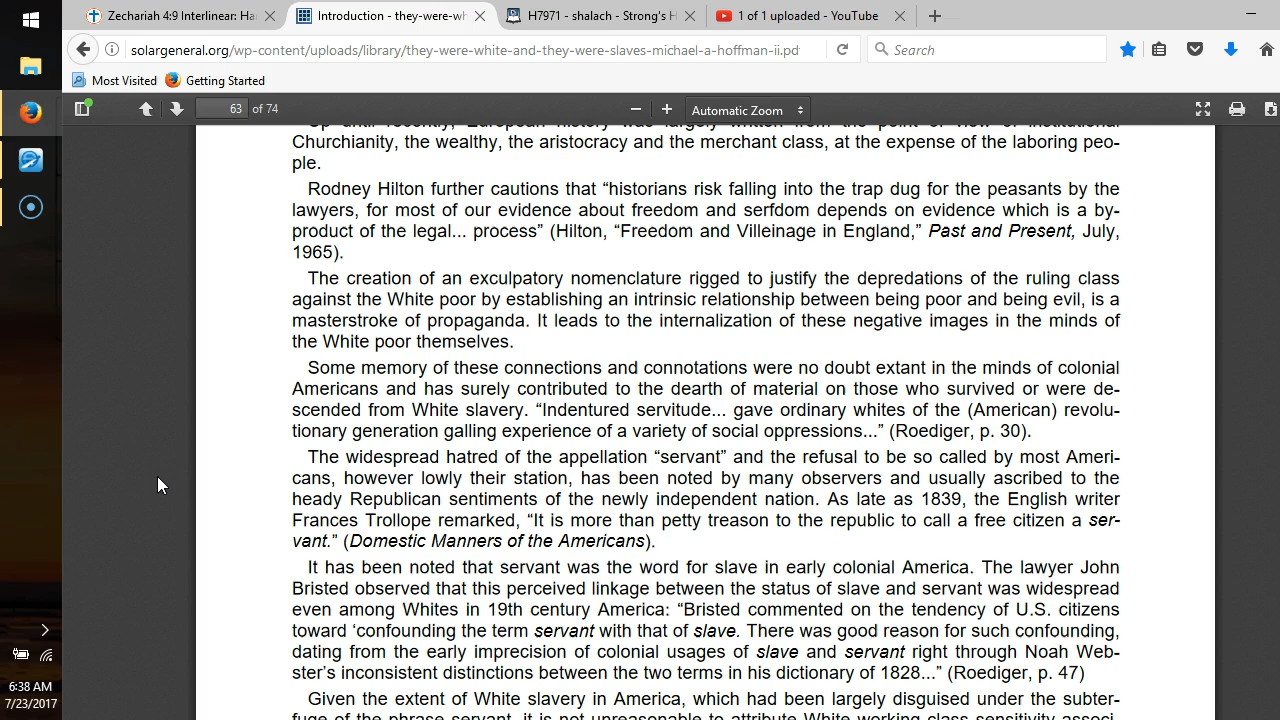 Zechariah 4:9 Interlinear: Ha
Introduction - they-were-wh
H7971 - shalach - Strong's H
1 of 1 uploaded - YouTube
solargeneral.org/wp-content/uploads/library/they-were-white-and-they-were-slaves-michael-a-hoffman-ii.pd
Search
Most Visited
Getting Started
63 of 74
Automatic Zoom
Churchianity, the wealthy, the aristocracy and the merchant class, at the expense of the laboring peo-
ple.
Rodney Hilton further cautions that “historians risk falling into the trap dug for the peasants by the
lawyers, for most of our evidence about freedom and serfdom depends on evidence which is a by-
product of the legal... process” (Hilton, “Freedom and Villeinage in England,” Past and Present, July,
1965).
The creation of an exculpatory nomenclature rigged to justify the depredations of the ruling class
against the White poor by establishing an intrinsic relationship between being poor and being evil, is a
masterstroke of propaganda. It leads to the internalization of these negative images in the minds of
the White poor themselves.
Some memory of these connections and connotations were no doubt extant in the minds of colonial
Americans and has surely contributed to the dearth of material on those who survived or were de-
scended from White slavery. “Indentured servitude... gave ordinary whites of the (American) revolu-
tionary generation galling experience of a variety of social oppressions...” (Roediger, p. 30).
The widespread hatred of the appellation “servant” and the refusal to be so called by most Ameri-
cans, however lowly their station, has been noted by many observers and usually ascribed to the
heady Republican sentiments of the newly independent nation. As late as 1839, the English writer
Frances Trollope remarked, “It is more than petty treason to the republic to call a free citizen a ser-
vant.” (Domestic Manners of the Americans).
It has been noted that servant was the word for slave in early colonial America. The lawyer John
Bristed observed that this perceived linkage between the status of slave and servant was widespread
even among Whites in 19th century America: “Bristed commented on the tendency of U.S. citizens
toward ‘confounding the term servant with that of slave. There was good reason for such confounding,
dating from the early imprecision of colonial usages of slave and servant right through Noah Web-
ster’s inconsistent distinctions between the two terms in his dictionary of 1828...” (Roediger, p. 47)
Given the extent of White slavery in America, which had been largely disguised under the subter-
fuge of the phrase servant, it is not unreasonable to attribute White working class sensitivity associ-
6:38 AM
7/23/2017